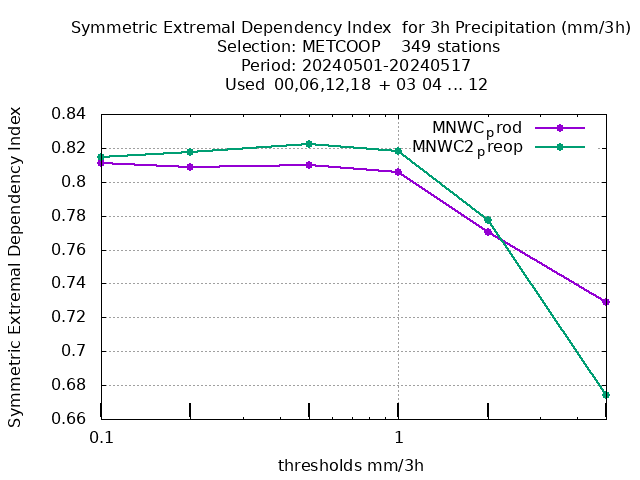 Symmetric Extremal Dependency Index  for 3h Precipitation (mm/3h)
Selection: METCOOP    349 stations
Period: 20240501-20240517
Used  00,06,12,18 + 03 04 ... 12
Symmetric Extremal Dependency Index
0.84
0.82
0.8
0.78
0.76
0.74
0.72
0.7
0.68
0.66
MNWCprod
MNWC2preop
0.1
1
thresholds mm/3h